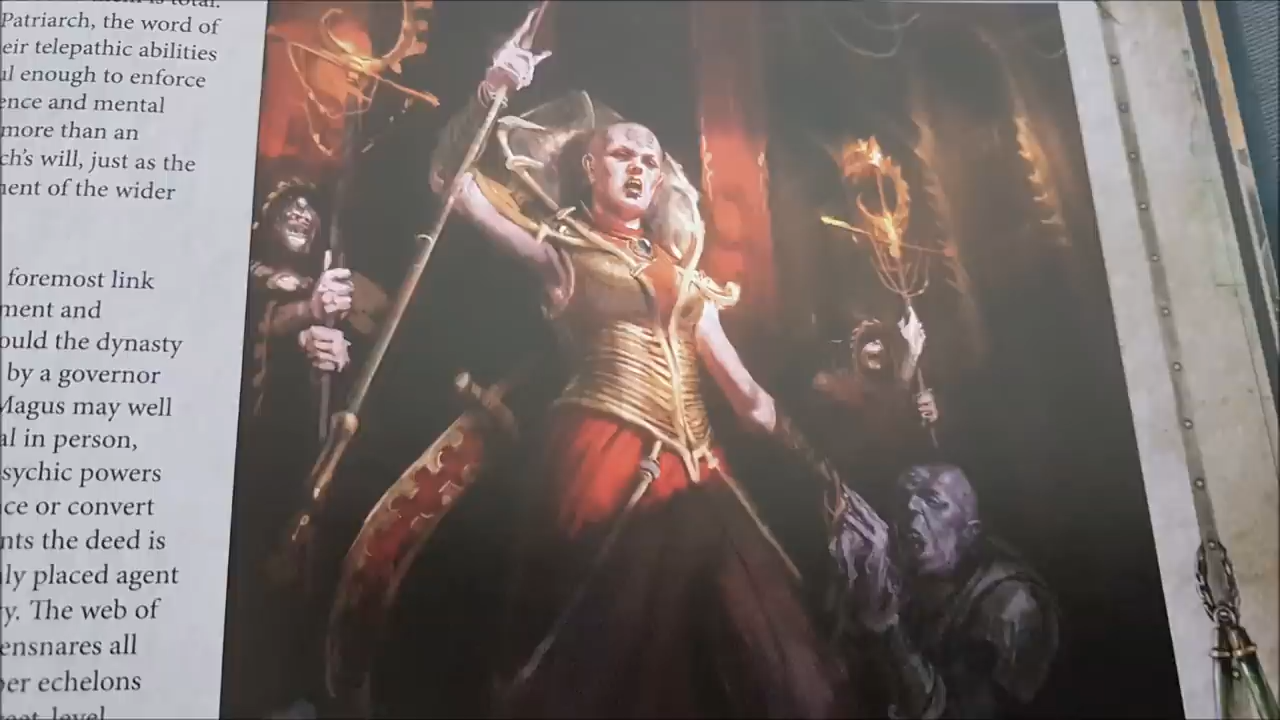 Patriarch, the word of
eir telepathic abilities
ul enough to enforce
ence and mental
more than an
ch's will, just as the
ent of the wider
foremost link
ment and
ould the dynasty
by a governor
Magus may well
al in person,
sychic powers
ce or convert
nts the deed is
ly placed agent
y. The web of
ensnares all
per echelons